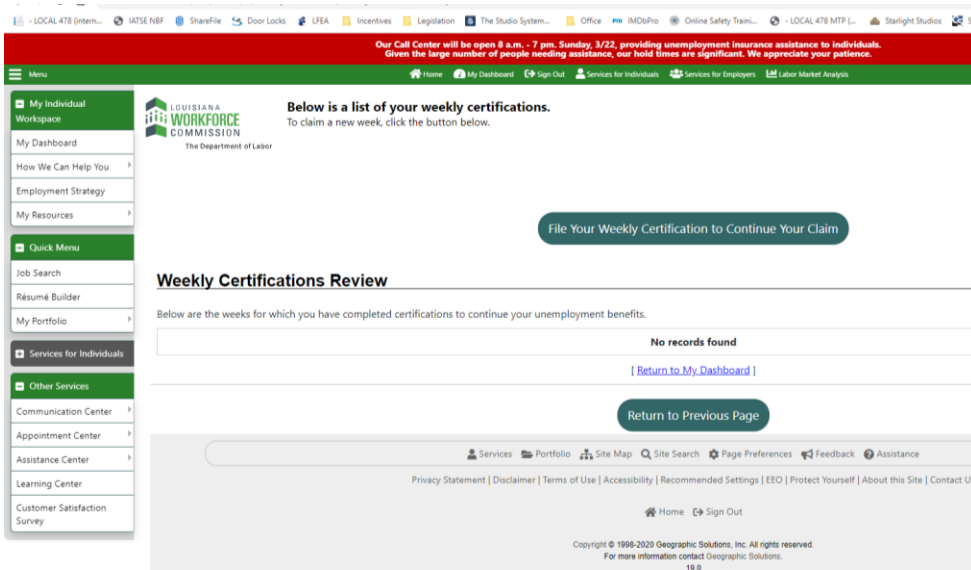 - LOCAL 478 (intern...
IATSE NBF
ShareFile
Door Locks
LFEA
Incentives
Legislation
The Studio System...
Office
IMDbPro
Online Safety Traini...
- LOCAL 478 MTP (...
Starlight Studios
Our Call Center will be open 8 a.m. - 7 pm. Sunday, 3/22, providing unemployment insurance assistance to individuals.
Given the large number of people needing assistance, our hold times are significant. We appreciate your patience.
Menu
Home
My Dashboard
Sign Out
Services for Individuals
Services for Employers
Labor Market Analysis
My Individual
Workspace
My Dashboard
How We Can Help You
Employment Strategy
My Resources
Quick Menu
Job Search
Résumé Builder
My Portfolio
Services for Individuals
Other Services
Communication Center
Appointment Center
Assistance Center
Learning Center
Customer Satisfaction
Survey
LOUISIANA
WORKFORCE
COMMISSION
The Department of Labor
Below is a list of your weekly certifications.
To claim a new week, click the button below.
File Your Weekly Certification to Continue Your Claim
Weekly Certifications Review
Below are the weeks for which you have completed certifications to continue your unemployment benefits.
No records found
[ Return to My Dashboard ]
Return to Previous Page
Services
Portfolio
Site Map
Site Search
Page Preferences
Feedback
Assistance
Privacy Statement | Disclaimer | Terms of Use | Accessibility | Recommended Settings | EEO | Protect Yourself | About this Site | Contact U
Home
Sign Out
Copyright © 1998-2020 Geographic Solutions, Inc. All rights reserved.
For more information contact Geographic Solutions.
19.0